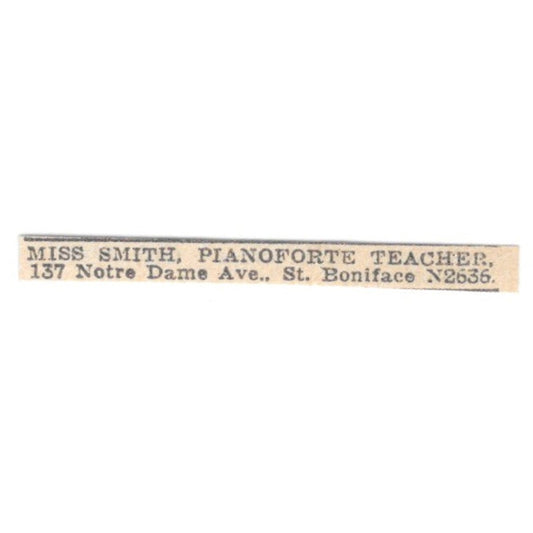 MISS SMITH, PIANOFORTE TEACHER,
137 Notre Dame Ave., St. Boniface N2636.